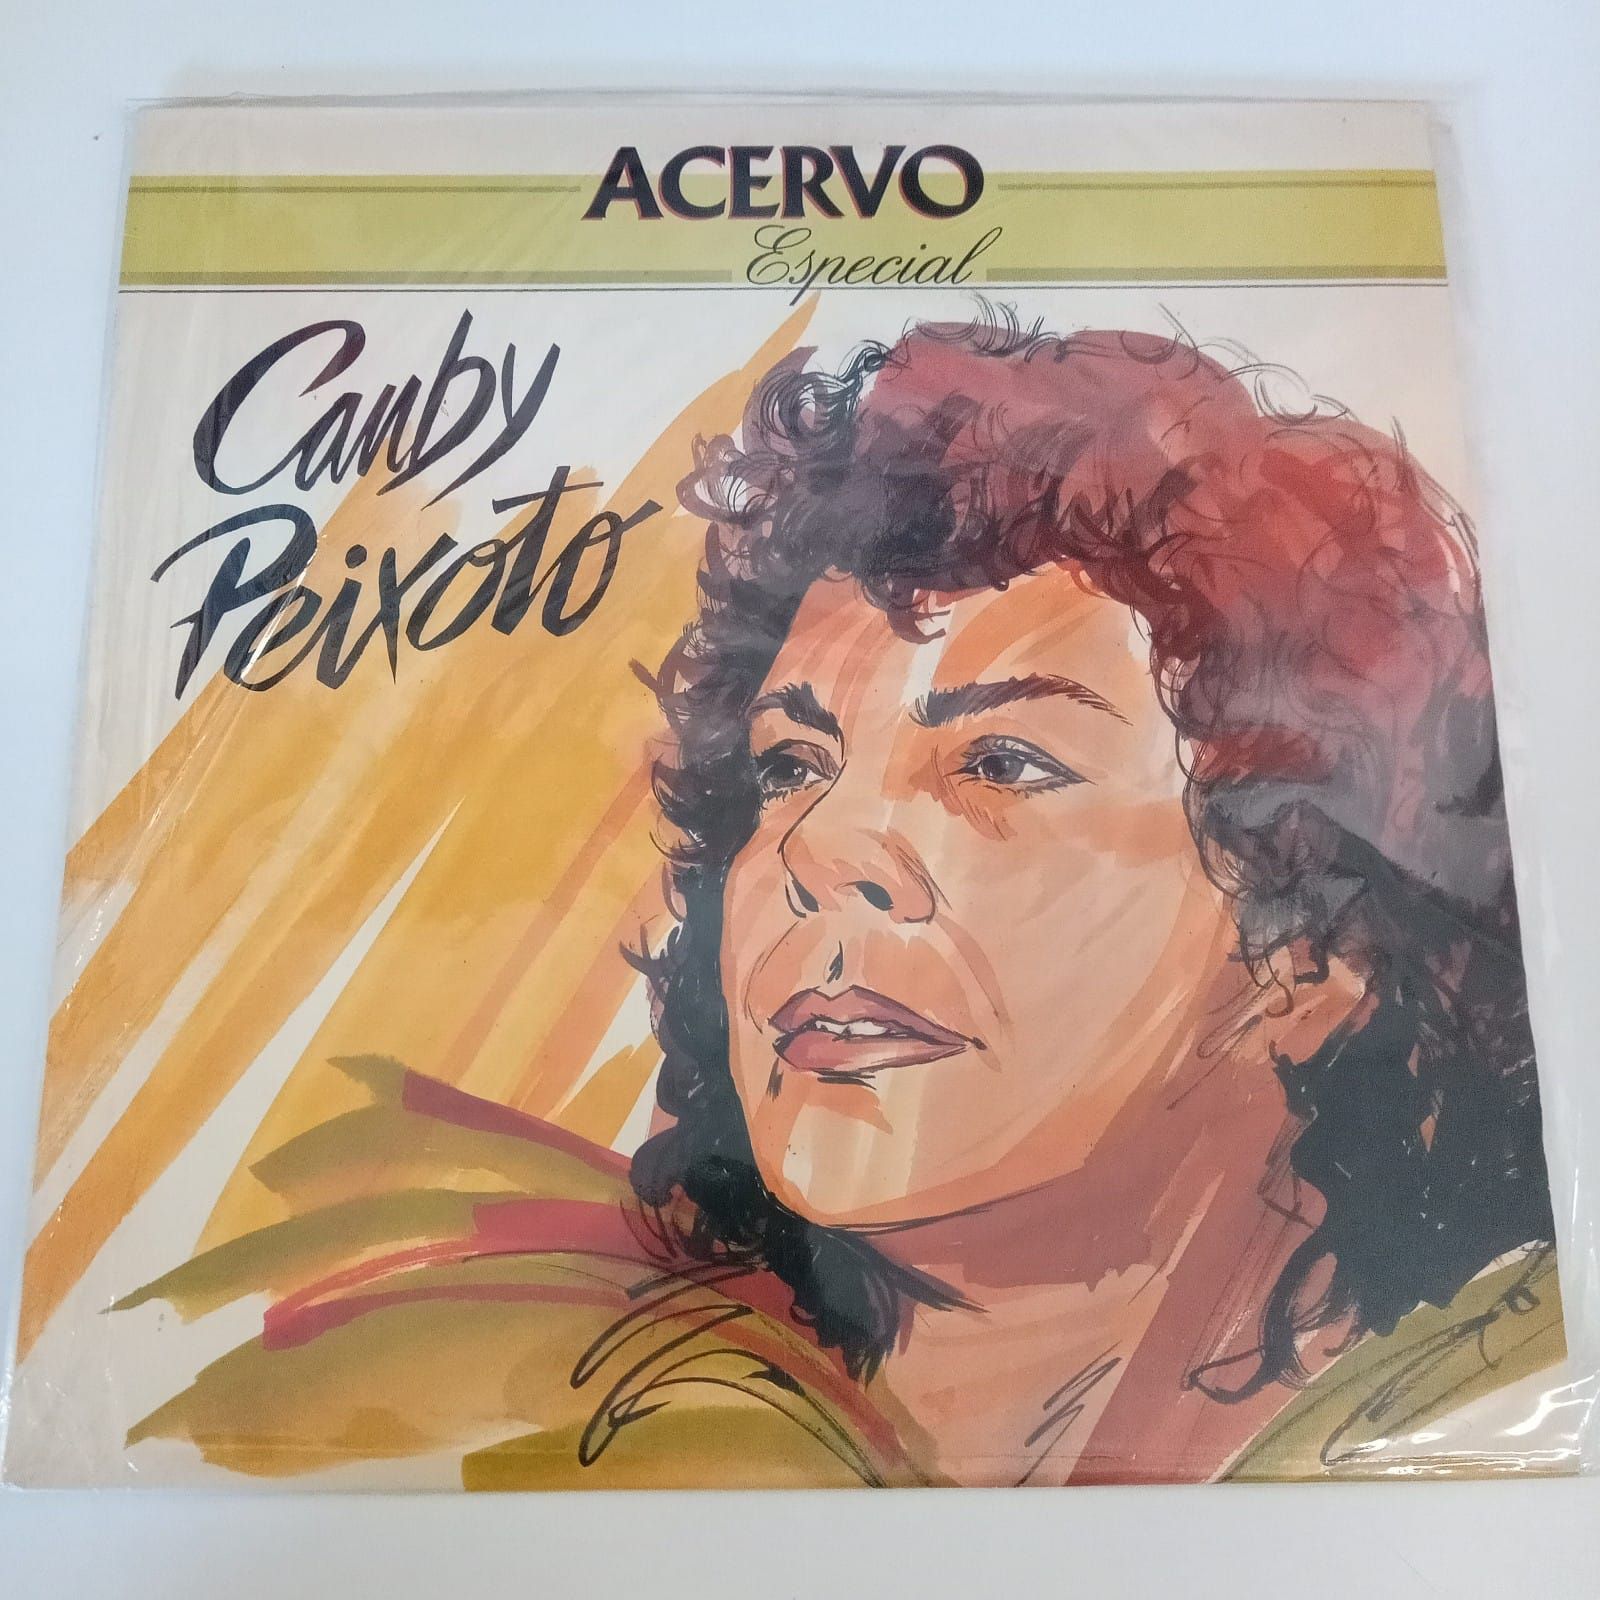 ACERVO
Especial
Cauby
Peixoto